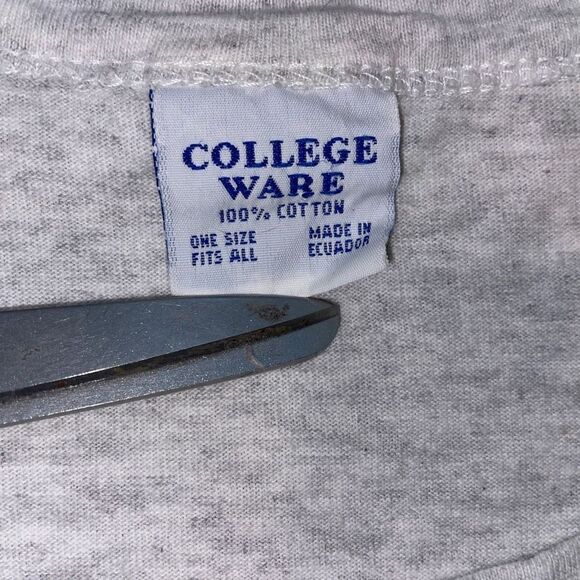 COLLEGE
WARE
100% COTTON
ONE SIZE MADE IN
FITS ALL ECUADOR